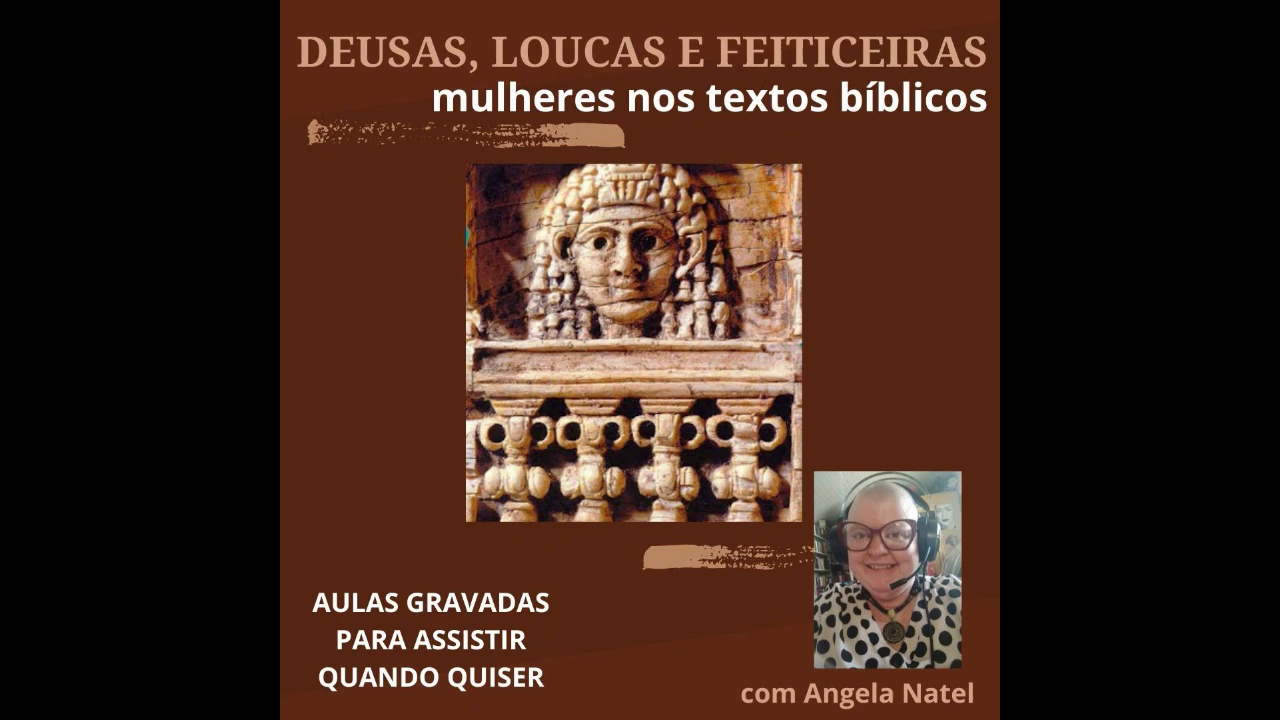 DEUSAS, LOUCAS E FEITICEIRAS
mulheres nos textos bíblicos
AULAS GRAVADAS
PARA ASSISTIR
QUANDO QUISER
com Angela Natel